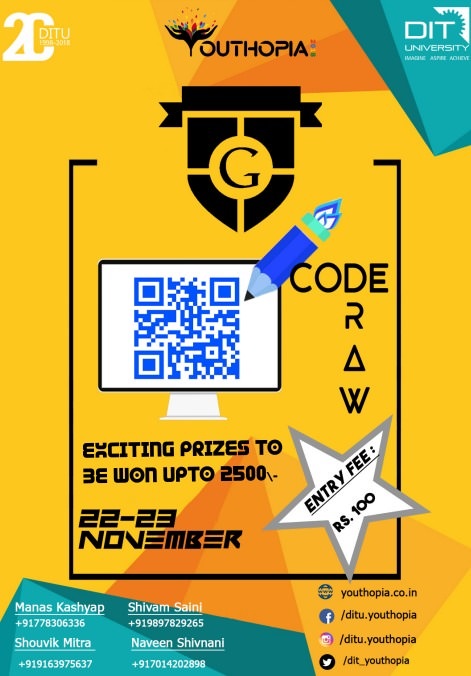 20 DITU
1998-2018
YOUTHOPIA 2018
DIT
UNIVERSITY
IMAGINE ASPIRE ACHIEVE
G
CODE
DRAW
EXCITING PRIZES TO
BE WON UPTO 2500\-
ENTRY FEE :
RS. 100
22-23
NOVEMBER
youthopia.co.in
/ditu.youthopia
/ditu.youthopia
/dit_youthopia
Manas Kashyap
+91778306336
Shivam Saini
+919897829265
Shouvik Mitra
+919163975637
Naveen Shivnani
+917014202898